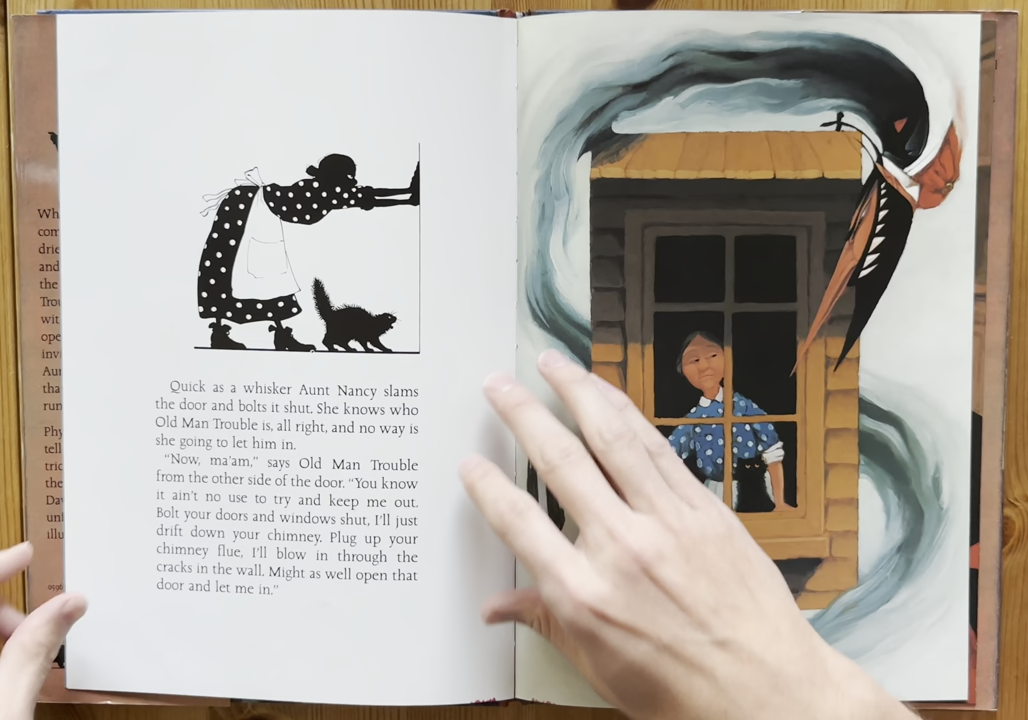 Quick as a whisker Aunt Nancy slams
the door and bolts it shut. She knows who
Old Man Trouble is, all right, and no way is
she going to let him in.
"Now, ma'am," says Old Man Trouble
from the other side of the door. "You know
it ain't no use to try and keep me out.
Bolt your doors and windows shut, I'll just
drift down your chimney. Plug up your
chimney flue, I'll blow in through the
cracks in the wall. Might as well open that
door and let me in."